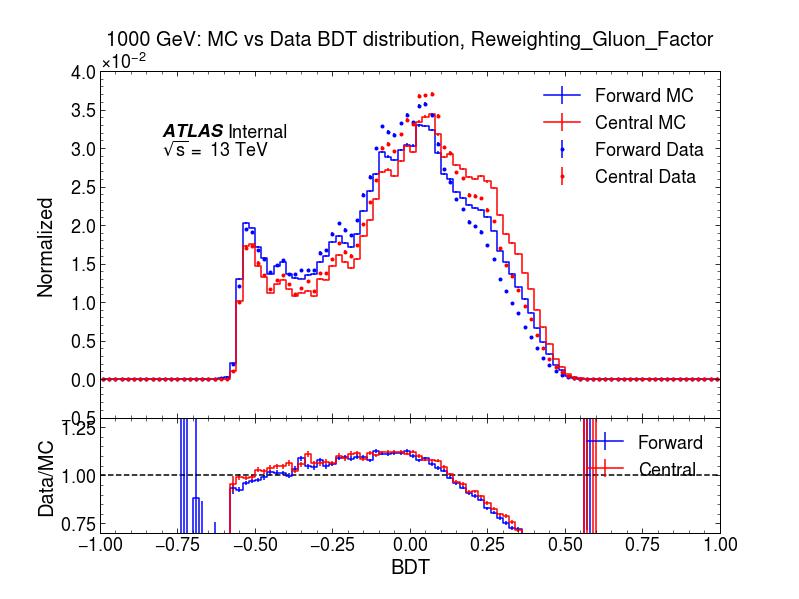 1000 GeV: MC vs Data BDT distribution, Reweighting_Gluon_Factor
×10⁻²
4.0
3.5
3.0
2.5
2.0
1.5
1.0
0.5
0.0
0.5
Normalized
ATLAS Internal
√s = 13 TeV
Forward MC
Central MC
Forward Data
Central Data
1.25
1.00
0.75
Data/MC
Forward
Central
−1.00 −0.75 −0.50 −0.25 0.00 0.25 0.50 0.75 1.00
BDT